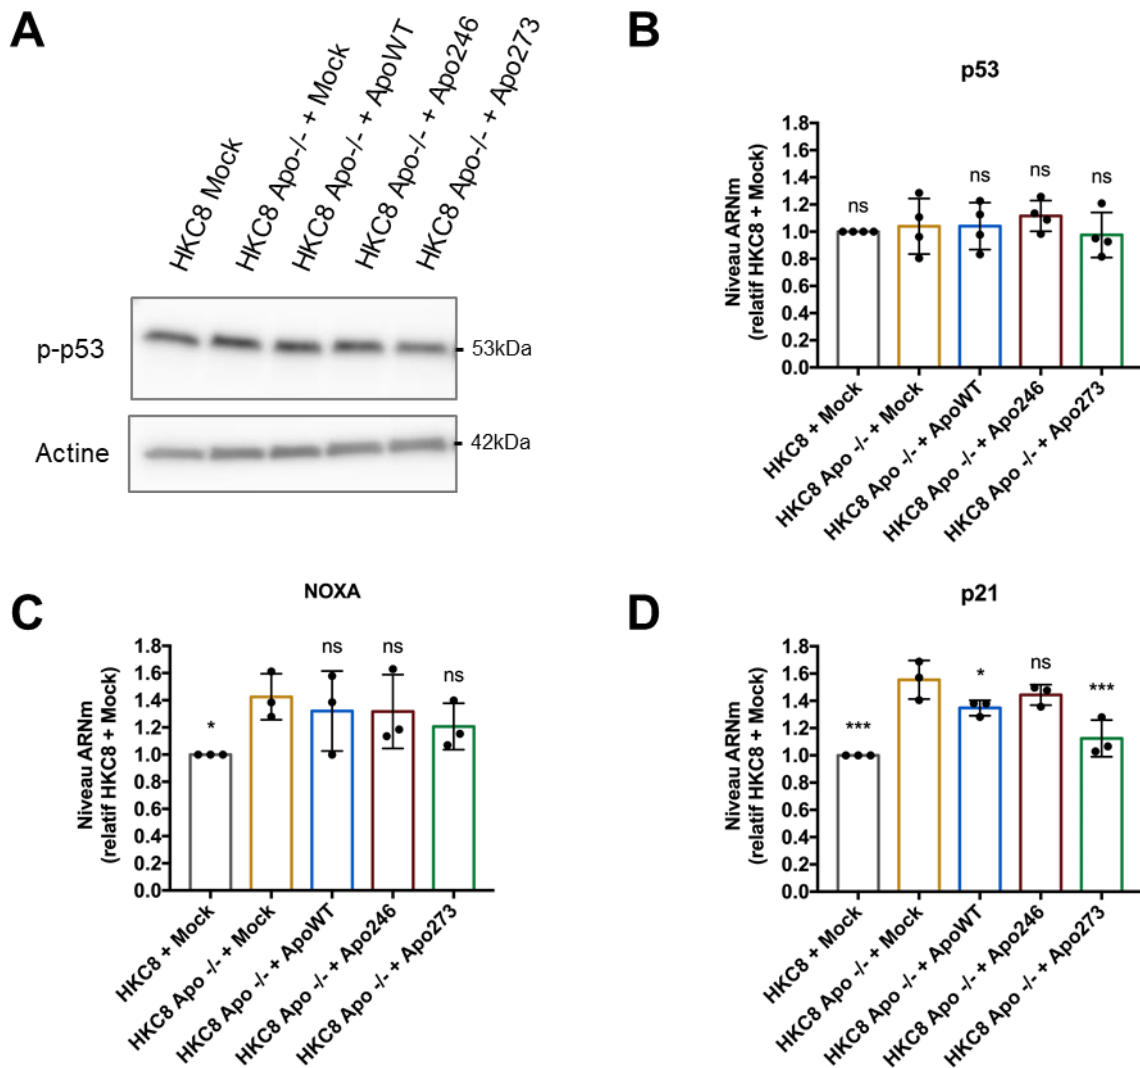 A
HKC8 Mock
HKC8 Apo-/- + Mock
HKC8 Apo-/- + ApoWT
HKC8 Apo-/- + Apo246
HKC8 Apo-/- + Apo273
p-p53
53kDa
Actine
42kDa
B
p53
Niveau ARNm
(relatif HKC8 + Mock)
1.8
1.6
1.4
1.2
1.0
0.8
0.6
0.4
0.2
0.0
ns
ns
ns
ns
HKC8 + Mock
HKC8 Apo -/- + Mock
HKC8 Apo -/- + ApoWT
HKC8 Apo -/- + Apo246
HKC8 Apo -/- + Apo273
C
NOXA
Niveau ARNm
(relatif HKC8 + Mock)
1.8
1.6
1.4
1.2
1.0
0.8
0.6
0.4
0.2
0.0
*
ns
ns
ns
HKC8 + Mock
HKC8 Apo -/- + Mock
HKC8 Apo -/- + ApoWT
HKC8 Apo -/- + Apo246
HKC8 Apo -/- + Apo273
D
p21
Niveau ARNm
(relatif HKC8 + Mock)
1.8
1.6
1.4
1.2
1.0
0.8
0.6
0.4
0.2
0.0
***
*
ns
***
HKC8 + Mock
HKC8 Apo -/- + Mock
HKC8 Apo -/- + ApoWT
HKC8 Apo -/- + Apo246
HKC8 Apo -/- + Apo273